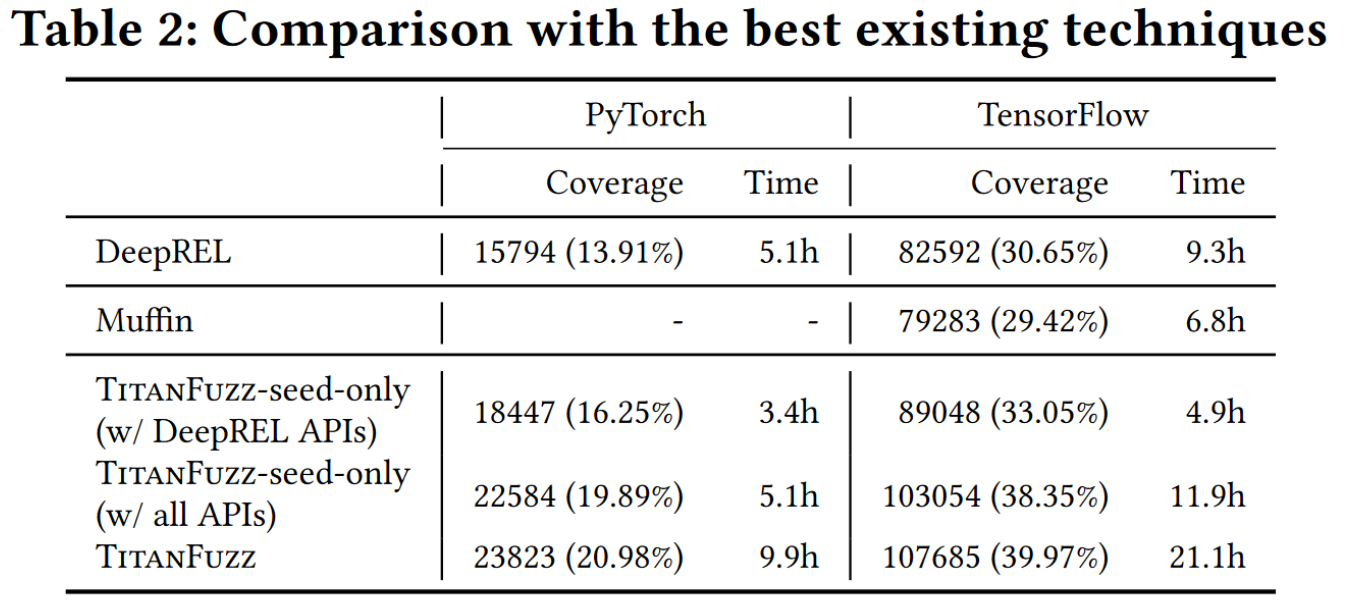 Table 2: Comparison with the best existing techniques
PyTorch TensorFlow
Coverage Time Coverage Time
DeepREL 15794 (13.91%) 5.1h 82592 (30.65%) 9.3h
Muffin - - 79283 (29.42%) 6.8h
TitanFuzz-seed-only
(w/ DeepREL APIs) 18447 (16.25%) 3.4h 89048 (33.05%) 4.9h
TitanFuzz-seed-only
(w/ all APIs) 22584 (19.89%) 5.1h 103054 (38.35%) 11.9h
TitanFuzz 23823 (20.98%) 9.9h 107685 (39.97%) 21.1h